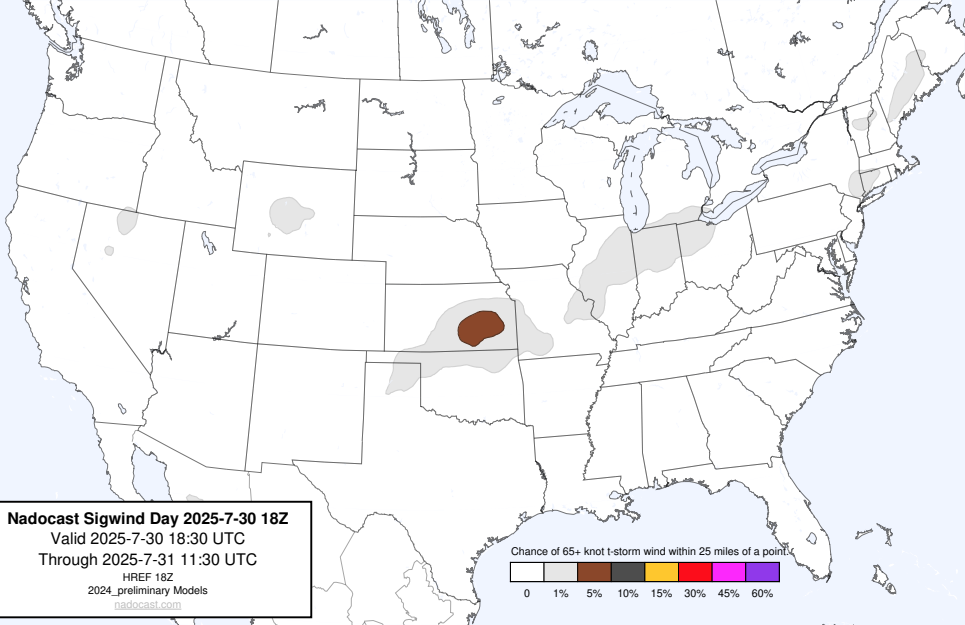 Nadocast Sigwind Day 2025-7-30 18Z
Valid 2025-7-30 18:30 UTC
Through 2025-7-31 11:30 UTC
HREF 18Z
2024_preliminary Models
nadocast.com
Chance of 65+ knot t-storm wind within 25 miles of a point.
0 1% 5% 10% 15% 30% 45% 60%